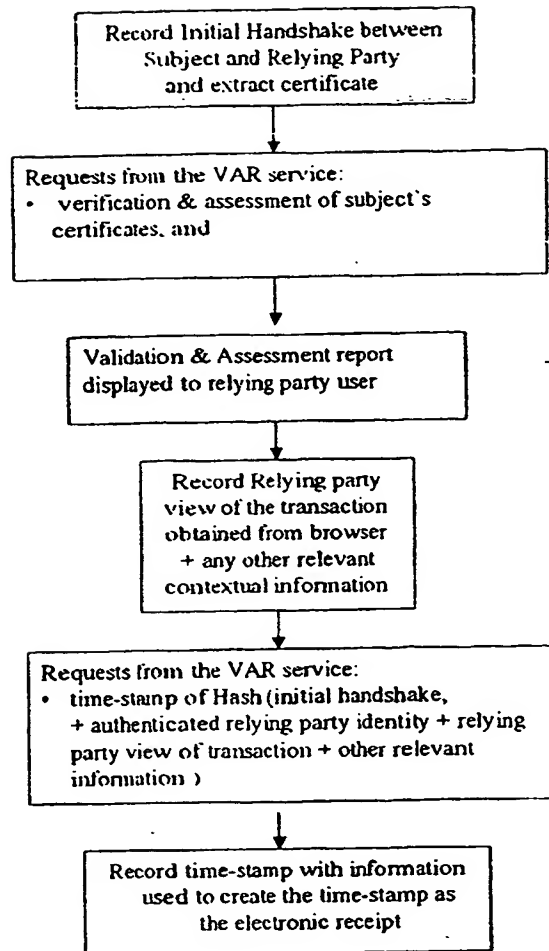 Record Initial Handshake between
Subject and Relying Party
and extract certificate
Requests from the VAR service:
• verification & assessment of subject's
certificates, and
Validation & Assessment report
displayed to relying party user
Record Relying party
view of the transaction
obtained from browser
+ any other relevant
contextual information
Requests from the VAR service:
• time-stamp of Hash (initial handshake,
+ authenticated relying party identity + relying
party view of transaction + other relevant
information )
Record time-stamp with information
used to create the time-stamp as
the electronic receipt